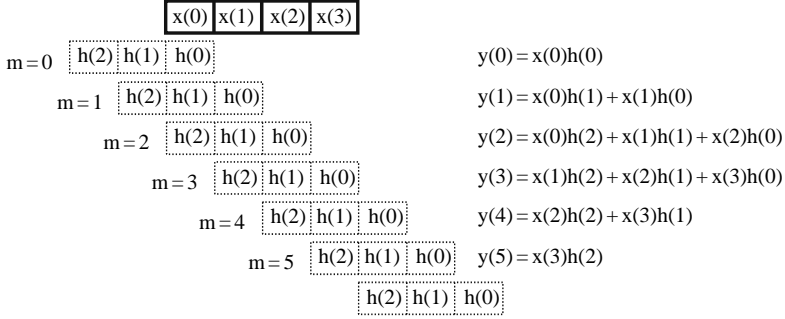 x(0) x(1) x(2) x(3)
m=0 h(2) h(1) h(0) y(0)=x(0)h(0)
m=1 h(2) h(1) h(0) y(1)=x(0)h(1)+x(1)h(0)
m=2 h(2) h(1) h(0) y(2)=x(0)h(2)+x(1)h(1)+x(2)h(0)
m=3 h(2) h(1) h(0) y(3)=x(1)h(2)+x(2)h(1)+x(3)h(0)
m=4 h(2) h(1) h(0) y(4)=x(2)h(2)+x(3)h(1)
m=5 h(2) h(1) h(0) y(5)=x(3)h(2)
h(2) h(1) h(0)